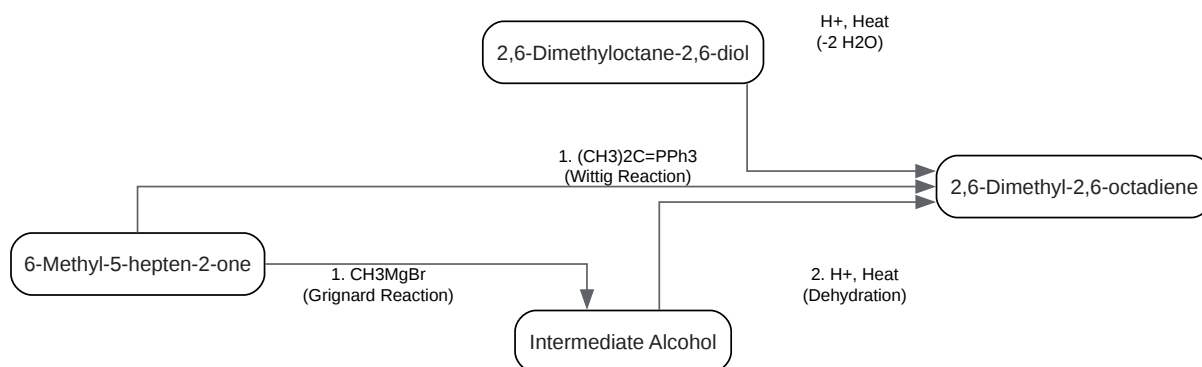 H+, Heat
(-2 H2O)
2,6-Dimethyloctane-2,6-diol
1. (CH3)2C=PPh3
(Wittig Reaction)
2,6-Dimethyl-2,6-octadiene
6-Methyl-5-hepten-2-one
1. CH3MgBr
(Grignard Reaction)
2. H+, Heat
(Dehydration)
Intermediate Alcohol